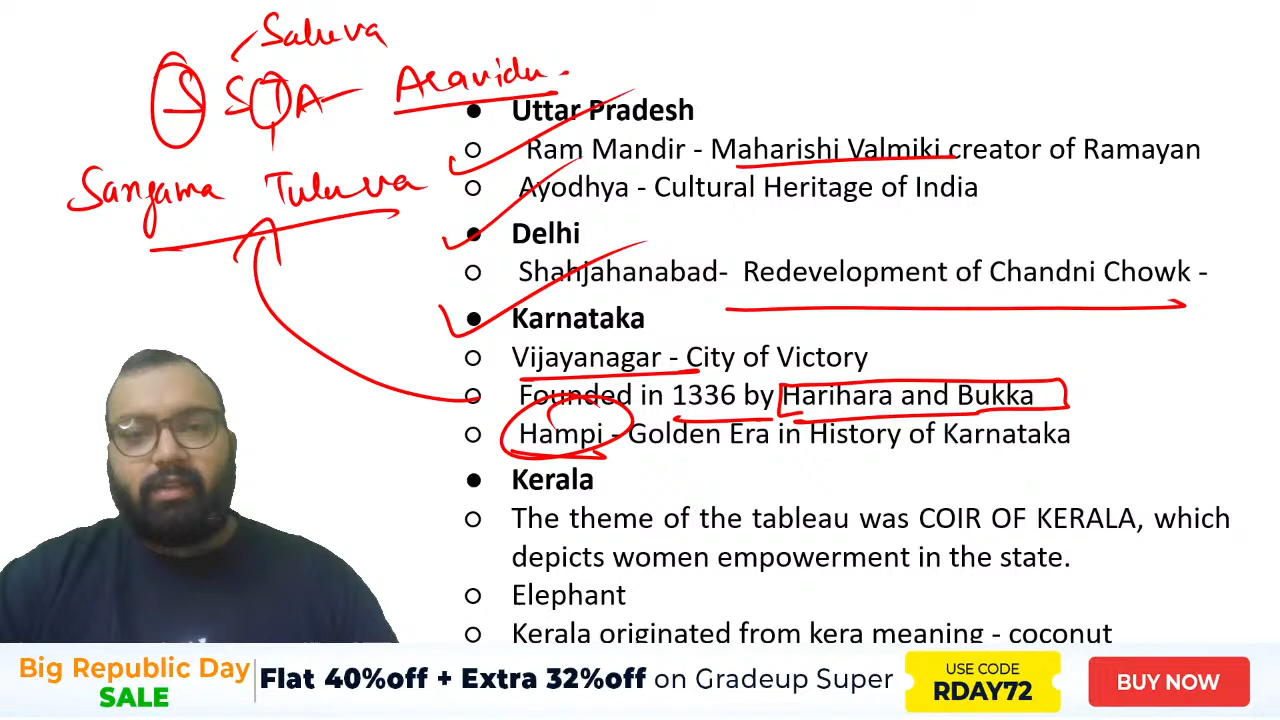 Saluva
S S T A - Aravidu.
Sangama Tuluva
● Uttar Pradesh
○ Ram Mandir - Maharishi Valmiki creator of Ramayan
○ Ayodhya - Cultural Heritage of India
● Delhi
○ Shahjahanabad- Redevelopment of Chandni Chowk -
● Karnataka
○ Vijayanagar - City of Victory
○ Founded in 1336 by Harihara and Bukka
○ Hampi - Golden Era in History of Karnataka
● Kerala
○ The theme of the tableau was COIR OF KERALA, which
depicts women empowerment in the state.
○ Elephant
○ Kerala originated from kera meaning - coconut
Big Republic Day
SALE
Flat 40%off + Extra 32%off on Gradeup Super
USE CODE
RDAY72
BUY NOW